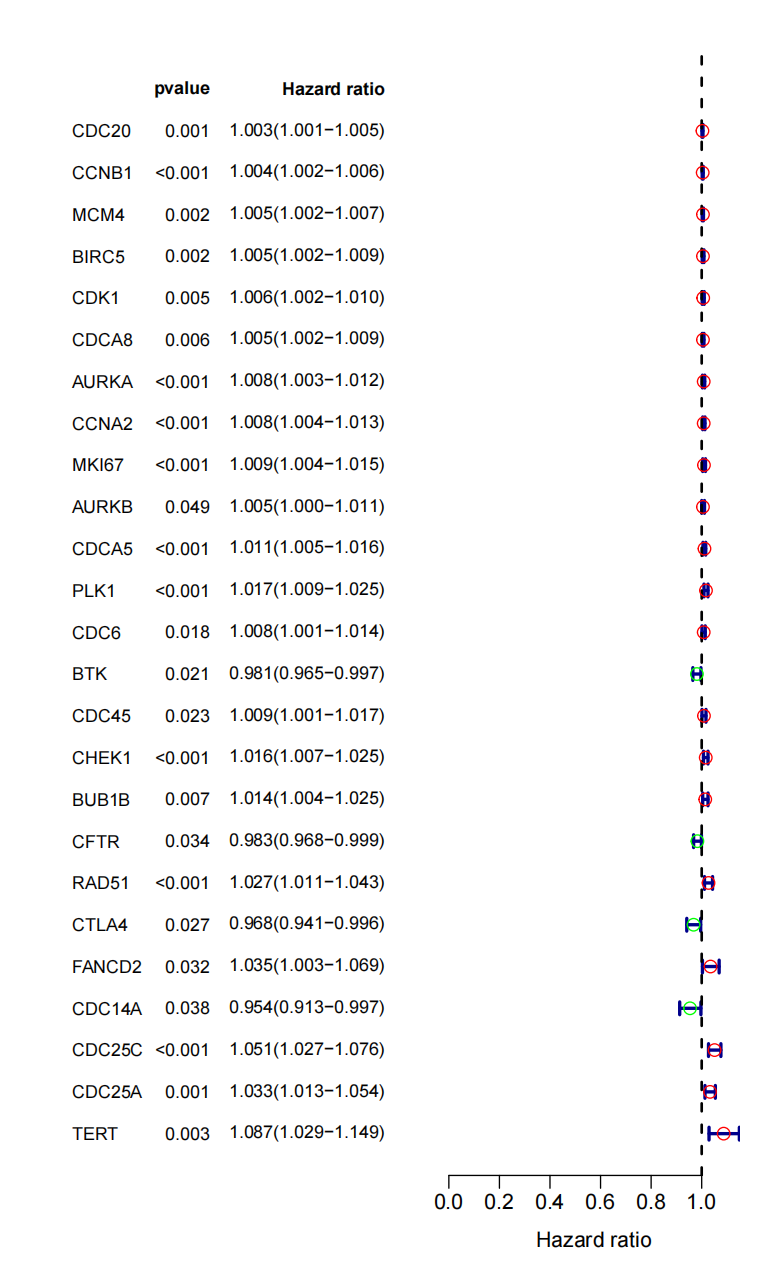 pvalue Hazard ratio
CDC20 0.001 1.003(1.001−1.005)
CCNB1 <0.001 1.004(1.002−1.006)
MCM4 0.002 1.005(1.002−1.007)
BIRC5 0.002 1.005(1.002−1.009)
CDK1 0.005 1.006(1.002−1.010)
CDCA8 0.006 1.005(1.002−1.009)
AURKA <0.001 1.008(1.003−1.012)
CCNA2 <0.001 1.008(1.004−1.013)
MKI67 <0.001 1.009(1.004−1.015)
AURKB 0.049 1.005(1.000−1.011)
CDCA5 <0.001 1.011(1.005−1.016)
PLK1 <0.001 1.017(1.009−1.025)
CDC6 0.018 1.008(1.001−1.014)
BTK 0.021 0.981(0.965−0.997)
CDC45 0.023 1.009(1.001−1.017)
CHEK1 <0.001 1.016(1.007−1.025)
BUB1B 0.007 1.014(1.004−1.025)
CFTR 0.034 0.983(0.968−0.999)
RAD51 <0.001 1.027(1.011−1.043)
CTLA4 0.027 0.968(0.941−0.996)
FANCD2 0.032 1.035(1.003−1.069)
CDC14A 0.038 0.954(0.913−0.997)
CDC25C <0.001 1.051(1.027−1.076)
CDC25A 0.001 1.033(1.013−1.054)
TERT 0.003 1.087(1.029−1.149)
0.0 0.2 0.4 0.6 0.8 1.0
Hazard ratio